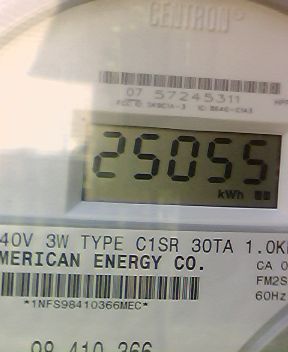 CENTRON
07 57245311
25055
kWh
40V 3W TYPE C1SR 30TA 1.0K
MERICAN ENERGY CO.
CA 0
FM2S
60Hz
*1NFS98410366MEC*
98 410 366